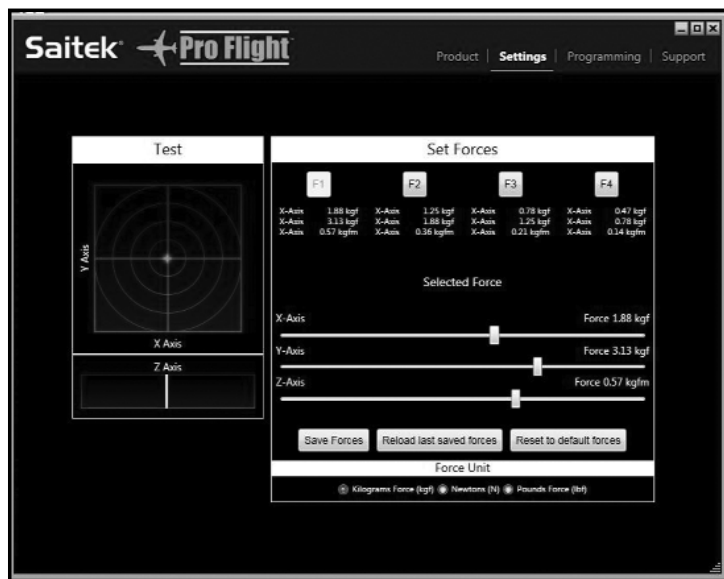 Saitek Pro Flight
Product | Settings | Programming | Support
Test
Y Axis
X Axis
Z Axis
Set Forces
F1 F2 F3 F4
X-Axis 1.88 kgf X-Axis 1.25 kgf X-Axis 0.78 kgf X-Axis 0.47 kgf
X-Axis 3.13 kgf X-Axis 1.88 kgf X-Axis 1.25 kgf X-Axis 0.78 kgf
X-Axis 0.57 kgfm X-Axis 0.36 kgfm X-Axis 0.21 kgfm X-Axis 0.14 kgfm
Selected Force
X-Axis Force 1.88 kgf
Y-Axis Force 3.13 kgf
Z-Axis Force 0.57 kgfm
Save Forces Reload last saved forces Reset to default forces
Force Unit
Kilograms Force (kgf) Newtons (N) Pounds Force (lbf)